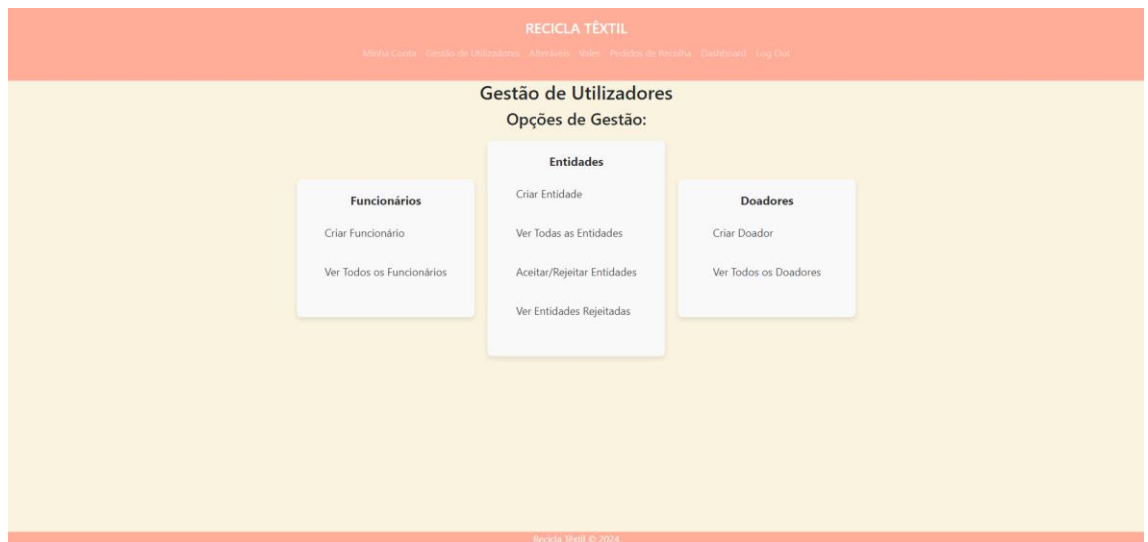 RECICLA TÊXTIL
Minha Conta Gestão de Utilizadores Amostras Vales Pedidos de Recolha Dashboard Log Out
Gestão de Utilizadores
Opções de Gestão:
Funcionários
Criar Funcionário
Ver Todos os Funcionários
Entidades
Criar Entidade
Ver Todas as Entidades
Aceitar/Rejeitar Entidades
Ver Entidades Rejeitadas
Doadores
Criar Doador
Ver Todos os Doadores
Recicla Têxtil © 2024